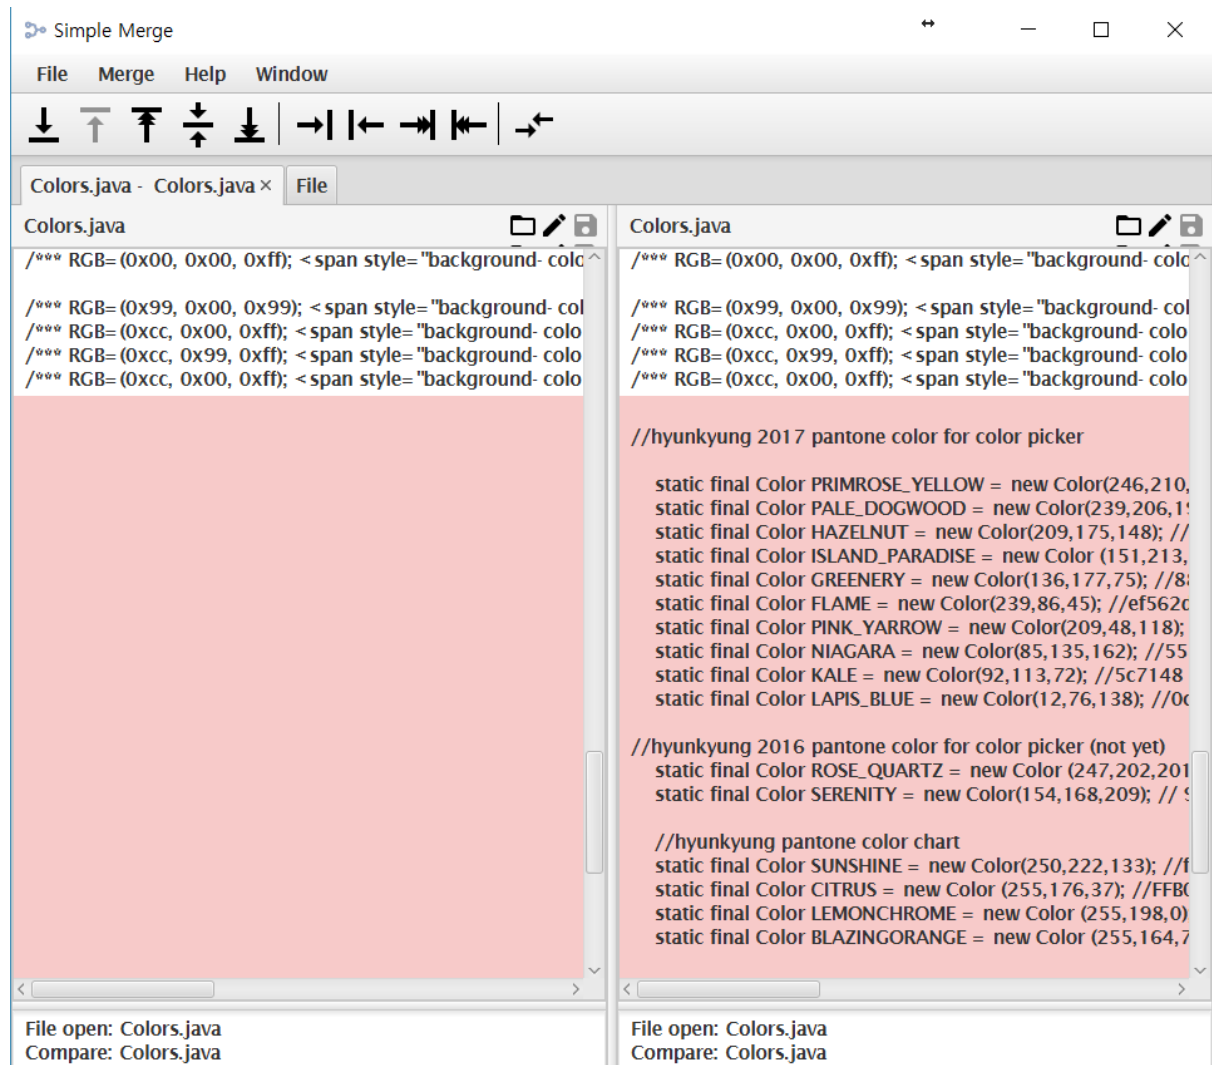 Simple Merge
File Merge Help Window
Colors.java - Colors.java × File
Colors.java
/*** RGB=(0x00, 0x00, 0xff); <span style="background-colo
/*** RGB=(0x99, 0x00, 0x99); <span style="background-col
/*** RGB=(0xcc, 0x00, 0xff); <span style="background-colo
/*** RGB=(0xcc, 0x99, 0xff); <span style="background-colo
/*** RGB=(0xcc, 0x00, 0xff); <span style="background-colo
File open: Colors.java
Compare: Colors.java
Colors.java
/*** RGB=(0x00, 0x00, 0xff); <span style="background-colo
/*** RGB=(0x99, 0x00, 0x99); <span style="background-col
/*** RGB=(0xcc, 0x00, 0xff); <span style="background-colo
/*** RGB=(0xcc, 0x99, 0xff); <span style="background-colo
/*** RGB=(0xcc, 0x00, 0xff); <span style="background-colo
//hyunkyung 2017 pantone color for color picker
static final Color PRIMROSE_YELLOW = new Color(246,210,
static final Color PALE_DOGWOOD = new Color(239,206,19
static final Color HAZELNUT = new Color(209,175,148); //
static final Color ISLAND_PARADISE = new Color (151,213,
static final Color GREENERY = new Color(136,177,75); //88
static final Color FLAME = new Color(239,86,45); //ef562d
static final Color PINK_YARROW = new Color(209,48,118);
static final Color NIAGARA = new Color(85,135,162); //55
static final Color KALE = new Color(92,113,72); //5c7148
static final Color LAPIS_BLUE = new Color(12,76,138); //0c
//hyunkyung 2016 pantone color for color picker (not yet)
static final Color ROSE_QUARTZ = new Color (247,202,201
static final Color SERENITY = new Color(154,168,209); // 9
//hyunkyung pantone color chart
static final Color SUNSHINE = new Color(250,222,133); //f
static final Color CITRUS = new Color (255,176,37); //FFB0
static final Color LEMONCHROME = new Color (255,198,0)
static final Color BLAZINGORANGE = new Color (255,164,7
File open: Colors.java
Compare: Colors.java